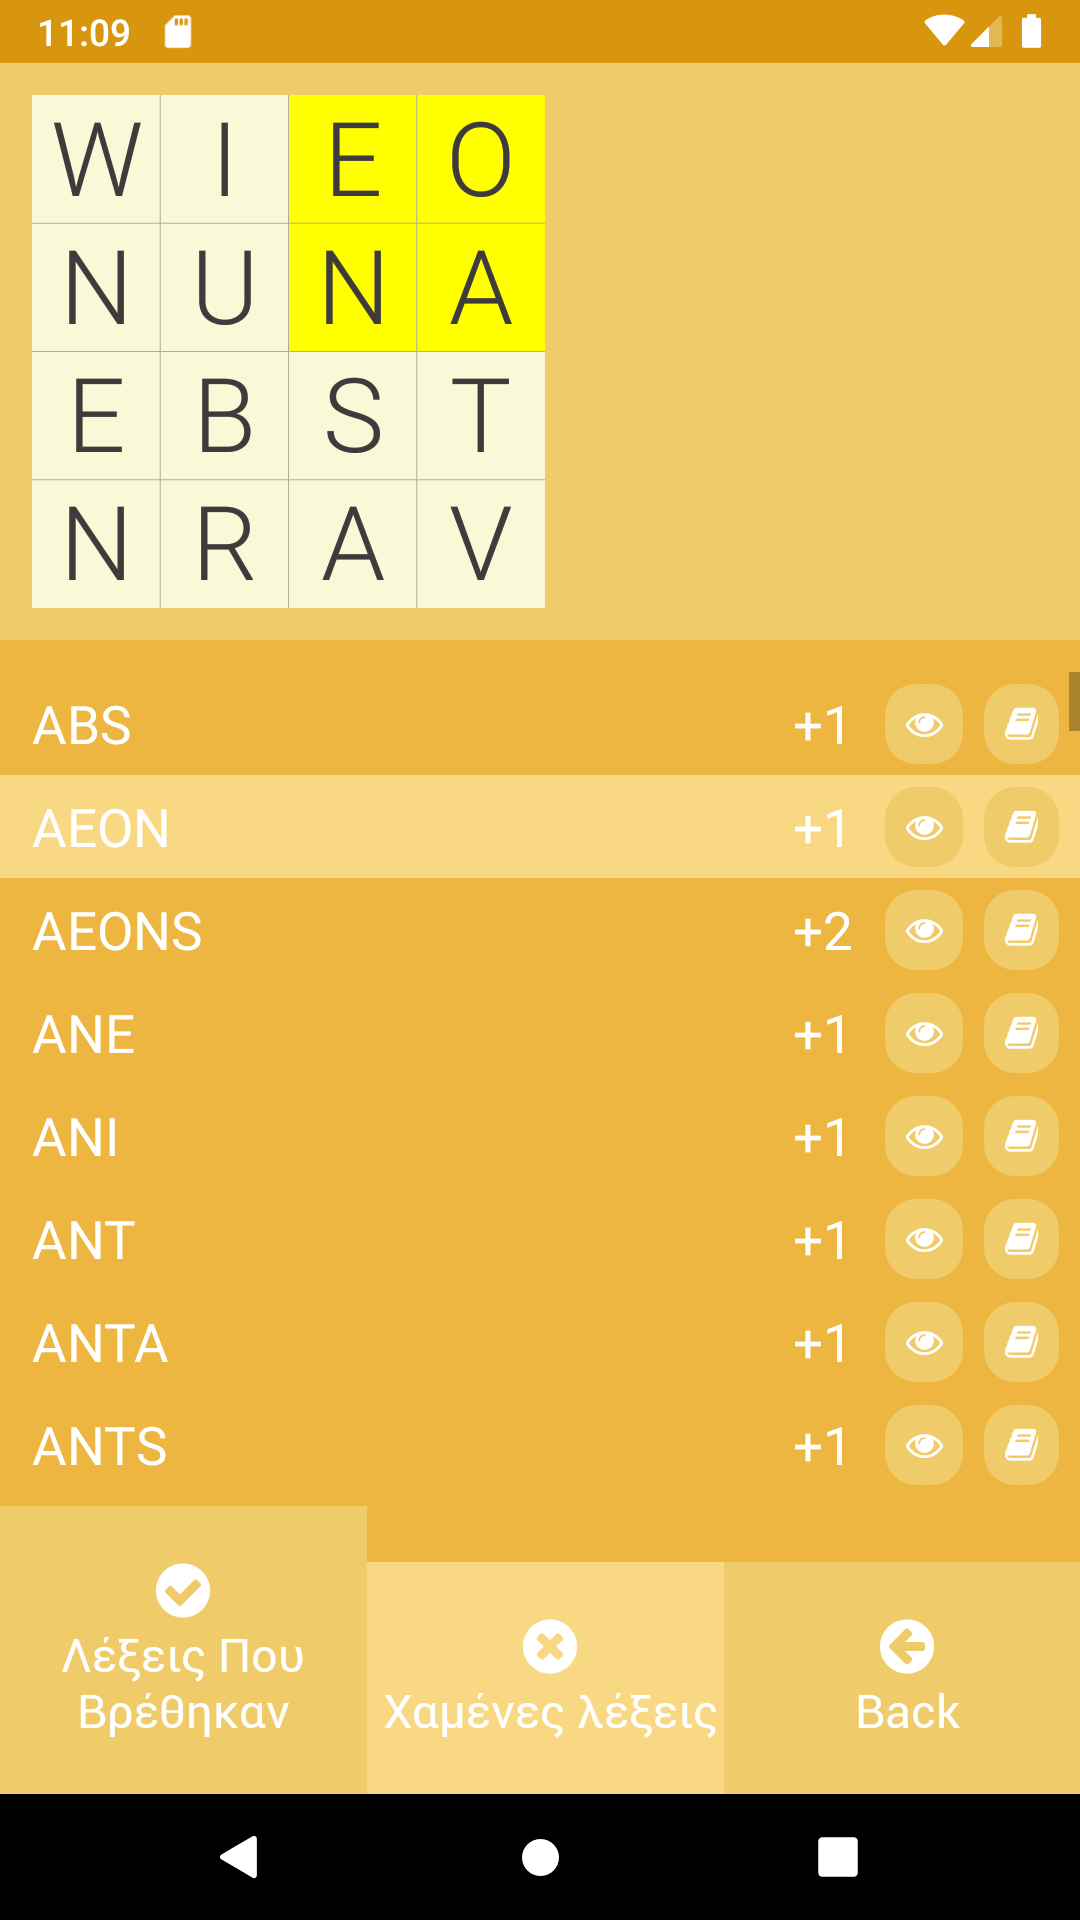 11:09
W I E O
N U N A
E B S T
N R A V
ABS +1
AEON +1
AEONS +2
ANE +1
ANI +1
ANT +1
ANTA +1
ANTS +1
Λέξεις Που
Βρέθηκαν
Χαμένες λέξεις
Back